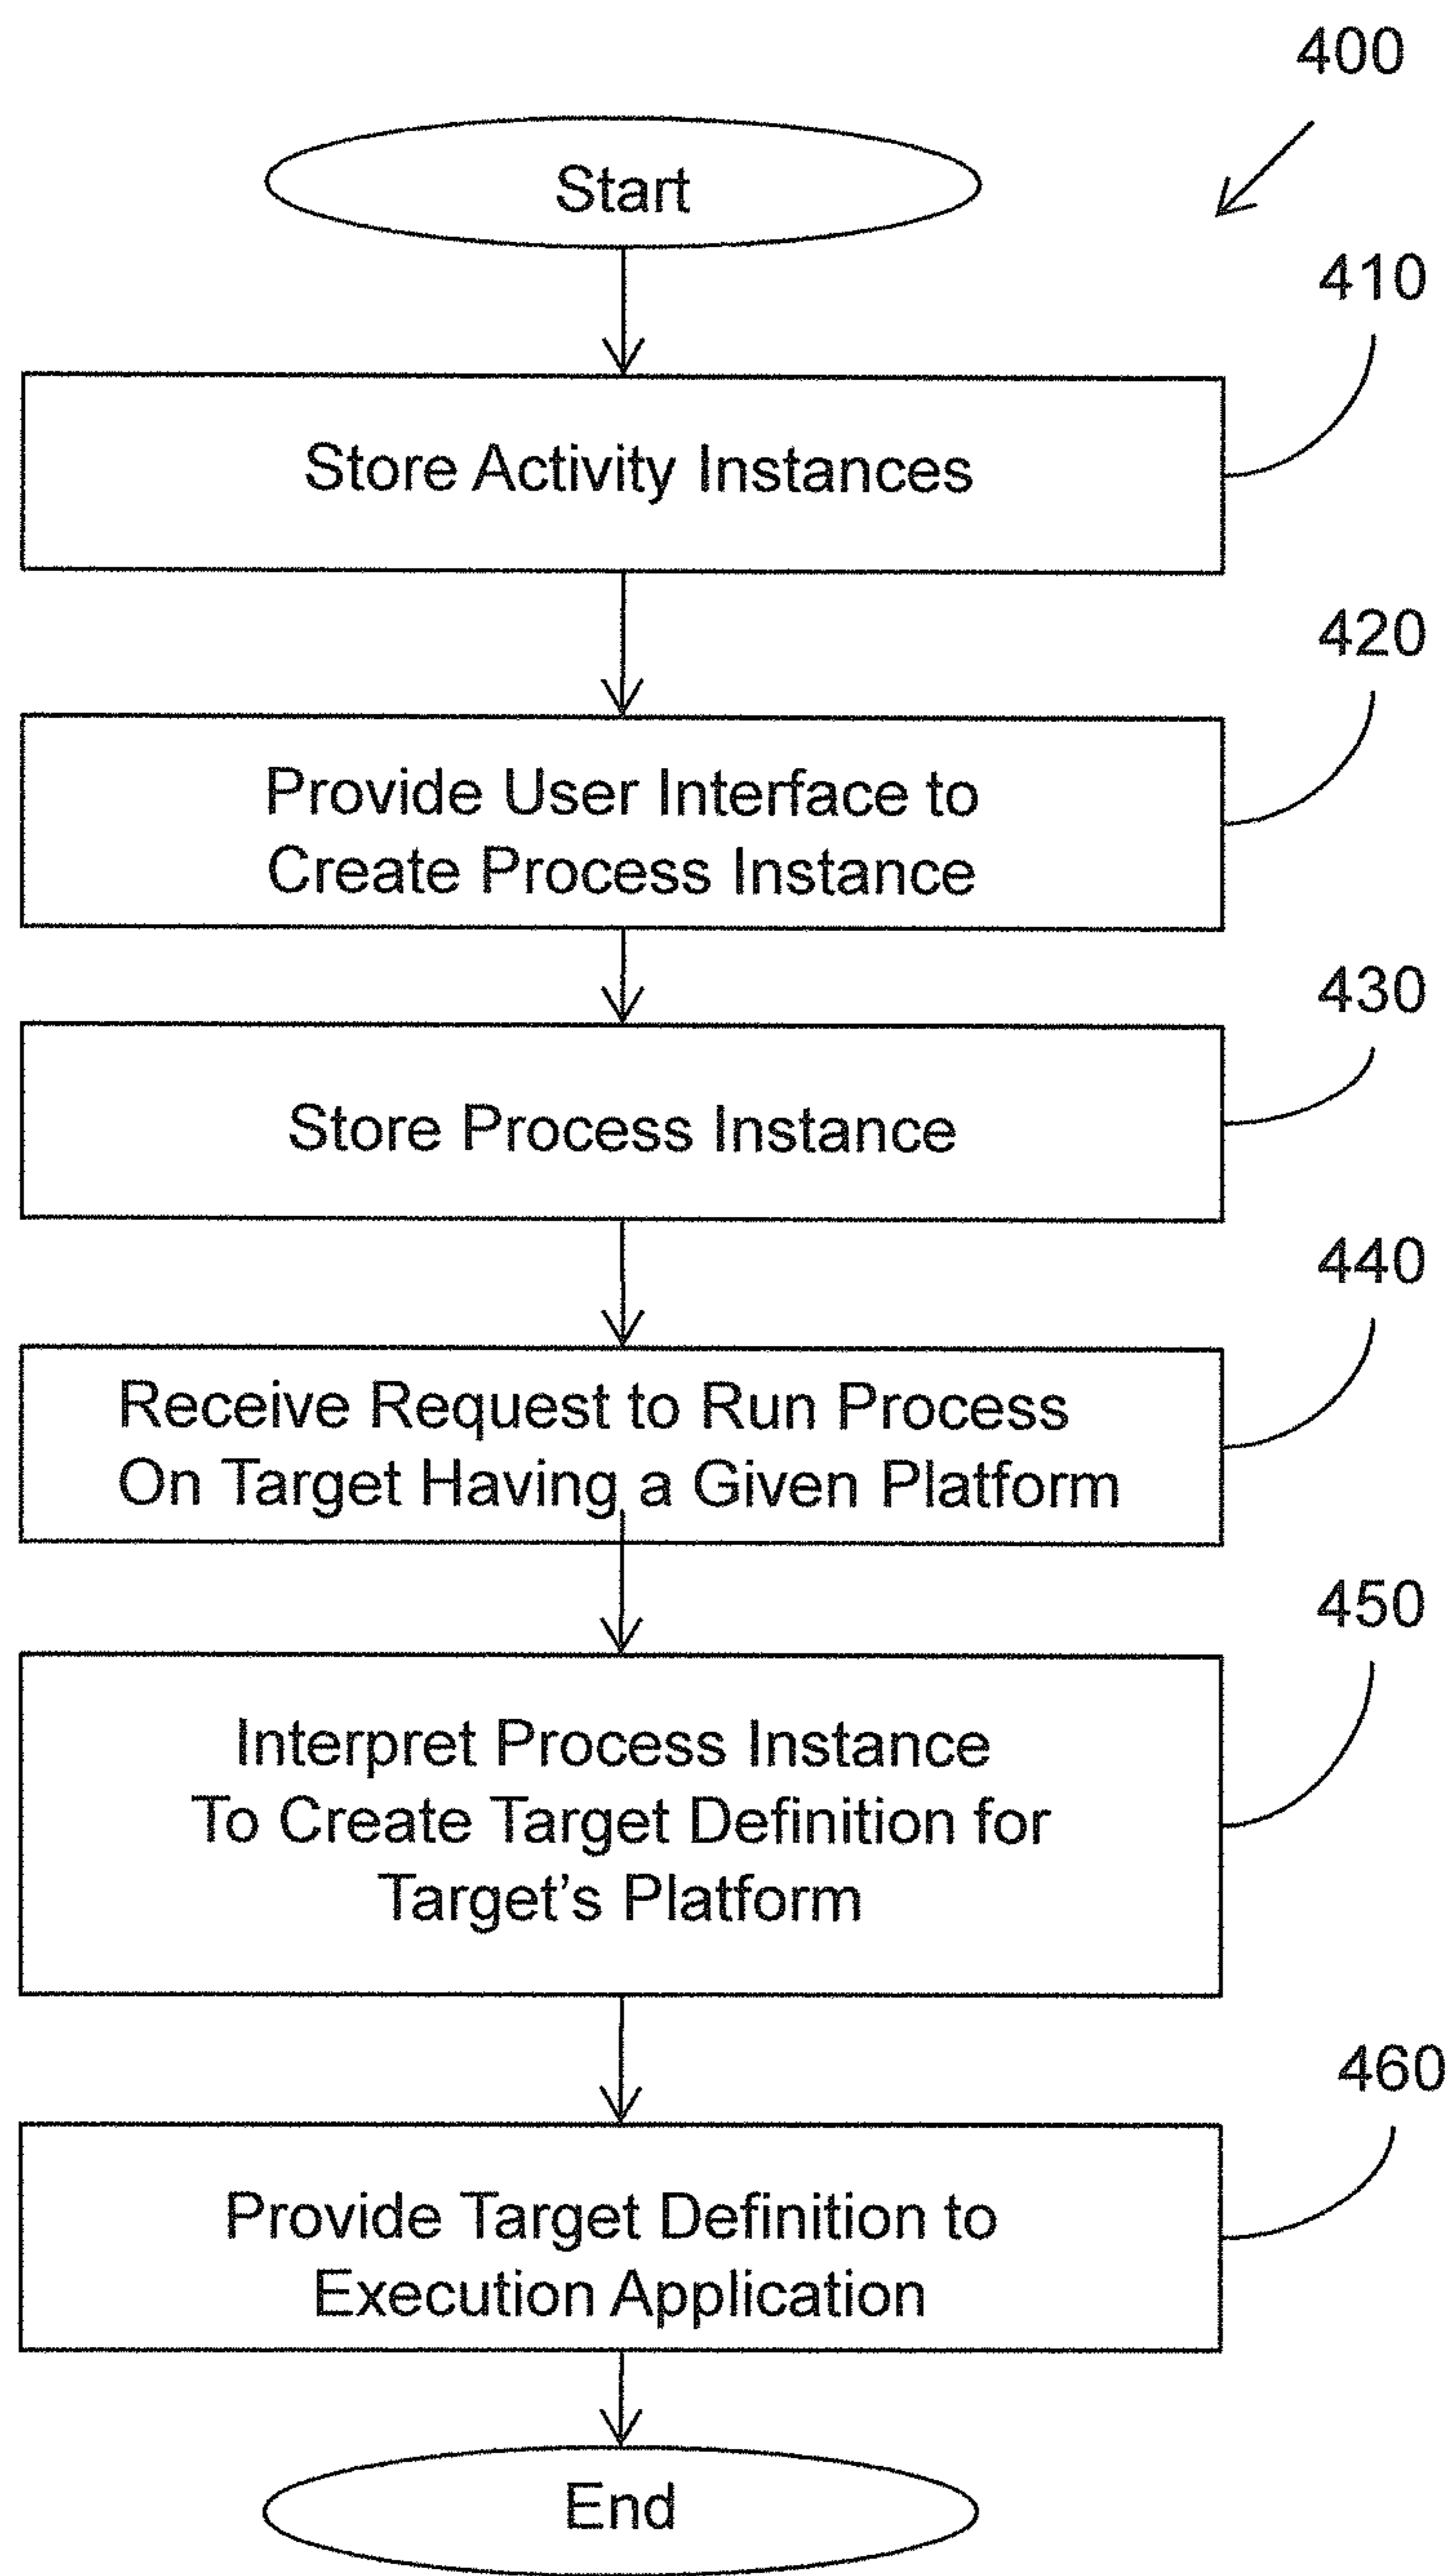 400
Start
410
Store Activity Instances
420
Provide User Interface to
Create Process Instance
430
Store Process Instance
440
Receive Request to Run Process
On Target Having a Given Platform
450
Interpret Process Instance
To Create Target Definition for
Target's Platform
460
Provide Target Definition to
Execution Application
End